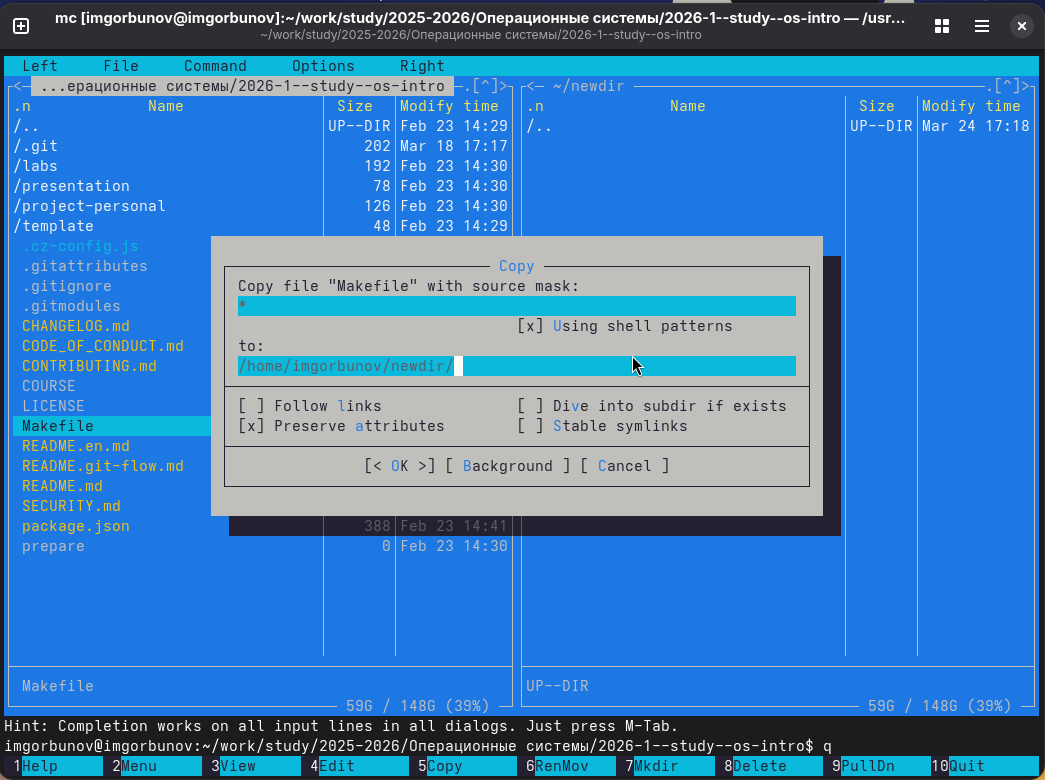 mc [imgorbunov@imgorbunov]:~/work/study/2025-2026/Операционные системы/2026-1--study--os-intro — /usr...
~/work/study/2025-2026/Операционные системы/2026-1--study--os-intro
Left File Command Options Right
<— ...ерационные системы/2026-1--study--os-intro —.[^]>
.n Name Size Modify time
/.. UP--DIR Feb 23 14:29
/.git 202 Mar 18 17:17
/labs 192 Feb 23 14:30
/presentation 78 Feb 23 14:30
/project-personal 126 Feb 23 14:30
/template 48 Feb 23 14:29
.cz-config.js
.gitattributes
.gitignore
.gitmodules
CHANGELOG.md
CODE_OF_CONDUCT.md
CONTRIBUTING.md
COURSE
LICENSE
Makefile
README.en.md
README.git-flow.md
README.md
SECURITY.md
package.json 388 Feb 23 14:41
prepare 0 Feb 23 14:30
Makefile
59G / 148G (39%)
<— ~/newdir —.[^]>
.n Name Size Modify time
/.. UP--DIR Mar 24 17:18
UP--DIR
59G / 148G (39%)
Copy
Copy file "Makefile" with source mask:
*
[x] Using shell patterns
to:
/home/imgorbunov/newdir/
[ ] Follow links [ ] Dive into subdir if exists
[x] Preserve attributes [ ] Stable symlinks
[< OK >] [ Background ] [ Cancel ]
Hint: Completion works on all input lines in all dialogs. Just press M-Tab.
imgorbunov@imgorbunov:~/work/study/2025-2026/Операционные системы/2026-1--study--os-intro$ q
1Help 2Menu 3View 4Edit 5Copy 6RenMov 7Mkdir 8Delete 9PullDn 10Quit